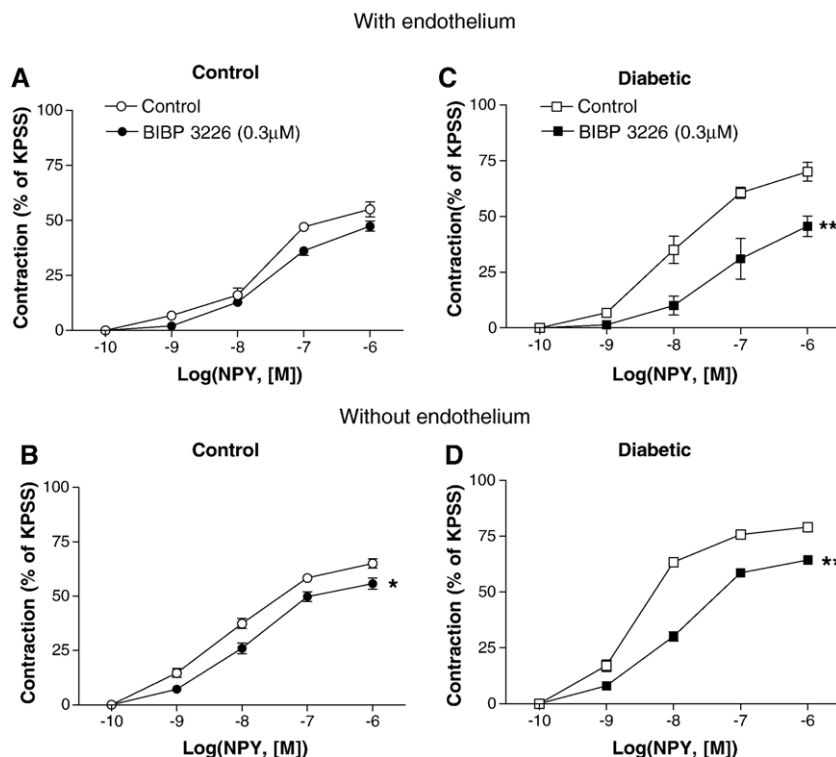 With endothelium
A
Control
Contraction (% of KPSS)
100
75
50
25
0
Control
BIBP 3226 (0.3µM)
-10 -9 -8 -7 -6
Log(NPY, [M])
C
Diabetic
Contraction(% of KPSS)
100
75
50
25
0
Control
BIBP 3226 (0.3µM)
**
-10 -9 -8 -7 -6
Log(NPY, [M])
Without endothelium
B
Control
Contraction (% of KPSS)
100
75
50
25
0
*
-10 -9 -8 -7 -6
Log(NPY, [M])
D
Diabetic
Contraction (% of KPSS)
100
75
50
25
0
**
-10 -9 -8 -7 -6
Log(NPY, [M])